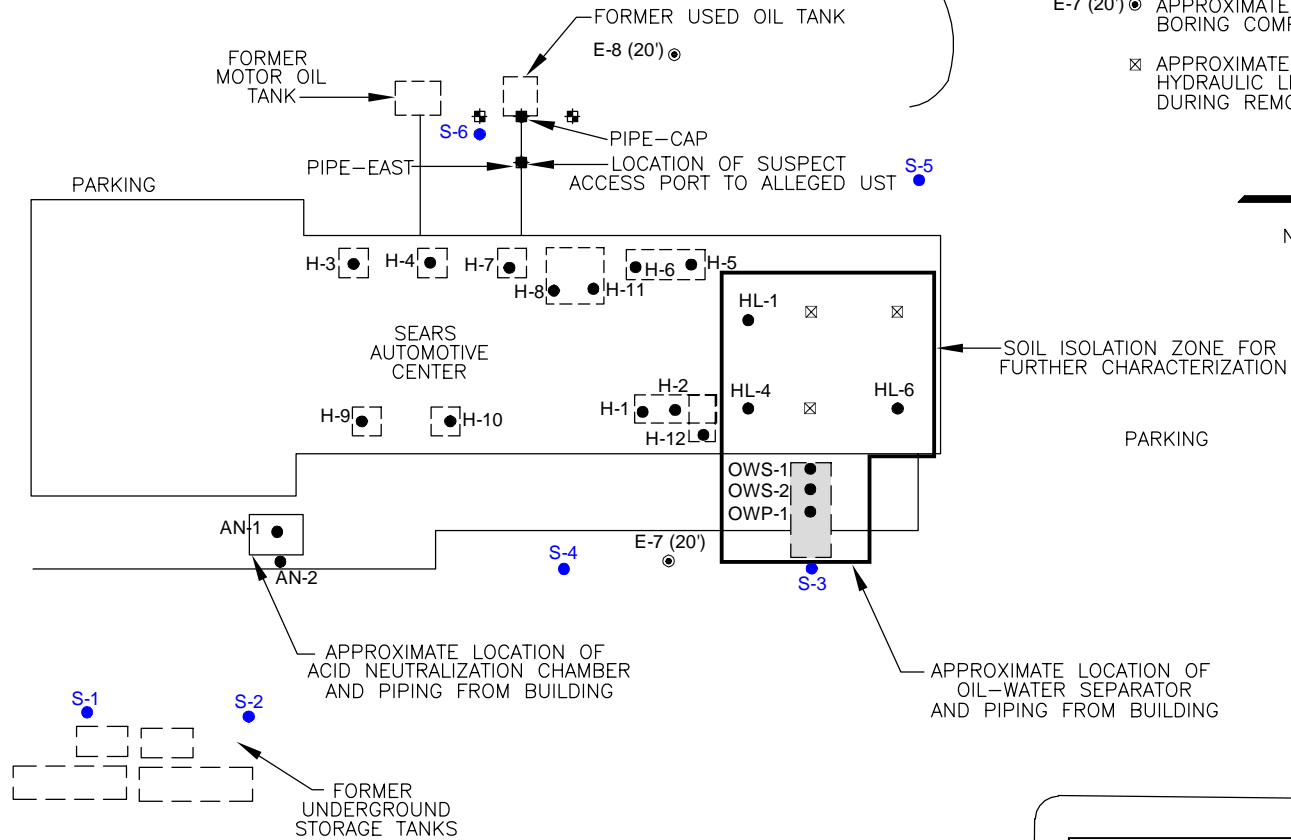 FORMER USED OIL TANK
E-8 (20')
E-7 (20') APPROXIMATE
BORING
APPROXIMATE
HYDRAULIC
DURING
FORMER
MOTOR OIL
TANK
S-6
PIPE-CAP
PIPE-EAST
LOCATION OF SUSPECT
ACCESS PORT TO ALLEGED UST
S-5
PARKING
N
H-3
H-4
H-7
H-8
H-11
H-6
H-5
HL-1
SEARS
AUTOMOTIVE
CENTER
SOIL ISOLATION ZONE FOR
FURTHER CHARACTERIZATION
H-9
H-10
H-1
H-2
H-12
HL-4
HL-6
PARKING
OWS-1
OWS-2
OWP-1
AN-1
AN-2
S-4
E-7 (20')
S-3
APPROXIMATE LOCATION OF
ACID NEUTRALIZATION CHAMBER
AND PIPING FROM BUILDING
APPROXIMATE LOCATION OF
OIL-WATER SEPARATOR
AND PIPING FROM BUILDING
S-1
S-2
FORMER
UNDERGROUND
STORAGE TANKS